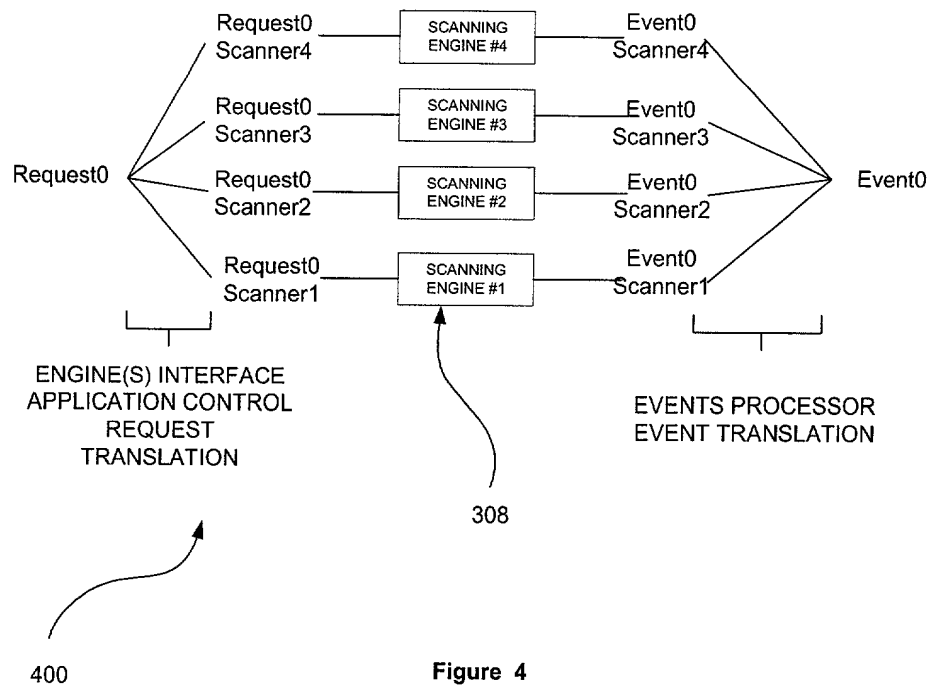 Request0
Scanner4
SCANNING
ENGINE #4
Event0
Scanner4
Request0
Scanner3
SCANNING
ENGINE #3
Event0
Scanner3
Request0
Request0
Scanner2
SCANNING
ENGINE #2
Event0
Scanner2
Event0
Request0
Scanner1
SCANNING
ENGINE #1
Event0
Scanner1
ENGINE(S) INTERFACE
APPLICATION CONTROL
REQUEST
TRANSLATION
EVENTS PROCESSOR
EVENT TRANSLATION
308
400
Figure 4